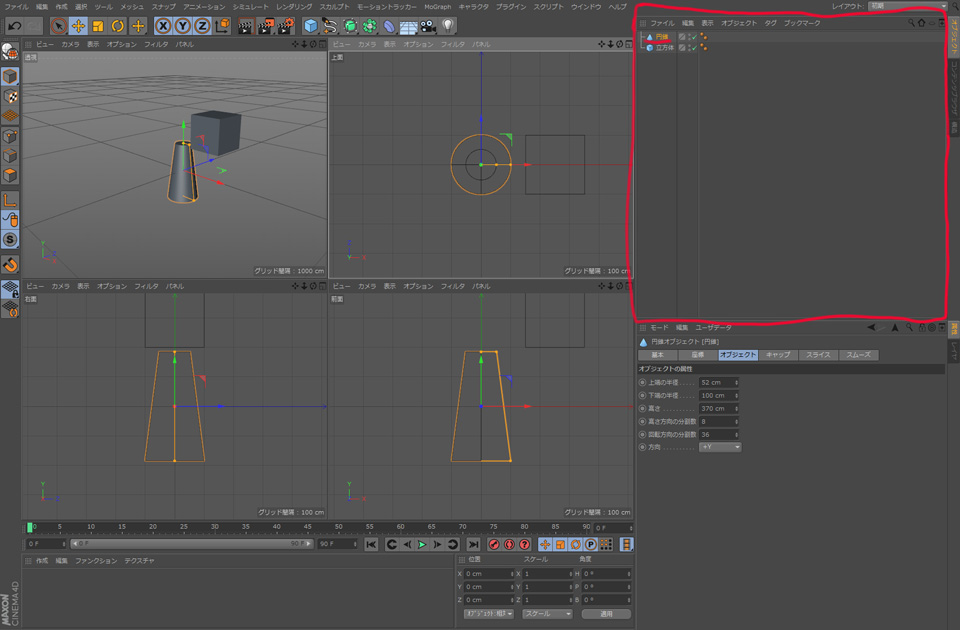 ファイル 編集 作成 選択 ツール メッシュ スナップ アニメーション シミュレート レンダリング スカルプト モーショントラッカー MoGraph キャラクタ プラグイン スクリプト ウインドウ ヘルプ レイアウト: 初期
ファイル 編集 表示 オブジェクト タグ ブックマーク
円錐
立方体
オブジェクト
コンテンツブラウザ
構造
ビュー カメラ 表示 オプション フィルタ パネル
透視
グリッド間隔 : 1000 cm
ビュー カメラ 表示 オプション フィルタ パネル
上面
グリッド間隔 : 100 cm
ビュー カメラ 表示 オプション フィルタ パネル
右面
グリッド間隔 : 100 cm
ビュー カメラ 表示 オプション フィルタ パネル
前面
グリッド間隔 : 100 cm
モード 編集 ユーザデータ
円錐オブジェクト [円錐]
基本 座標 オブジェクト キャップ スライス スムーズ
オブジェクトの属性
上端の半径 . . . . . 52 cm
下端の半径 . . . . . 100 cm
高さ . . . . . . . . . . 370 cm
高さ方向の分割数 8
回転方向の分割数 36
方向 . . . . . . . . . . +Y
属性
レイヤ
0 5 10 15 20 25 30 35 40 45 50 55 60 65 70 75 80 85 90 0 F
0 F 0 F 90 F 90 F
作成 編集 ファンクション テクスチャ
位置 スケール 角度
X 0 cm X 1 H 0 °
Y 0 cm Y 1 P 0 °
Z 0 cm Z 1 B 0 °
スケール 適用
MAXON
CINEMA 4D